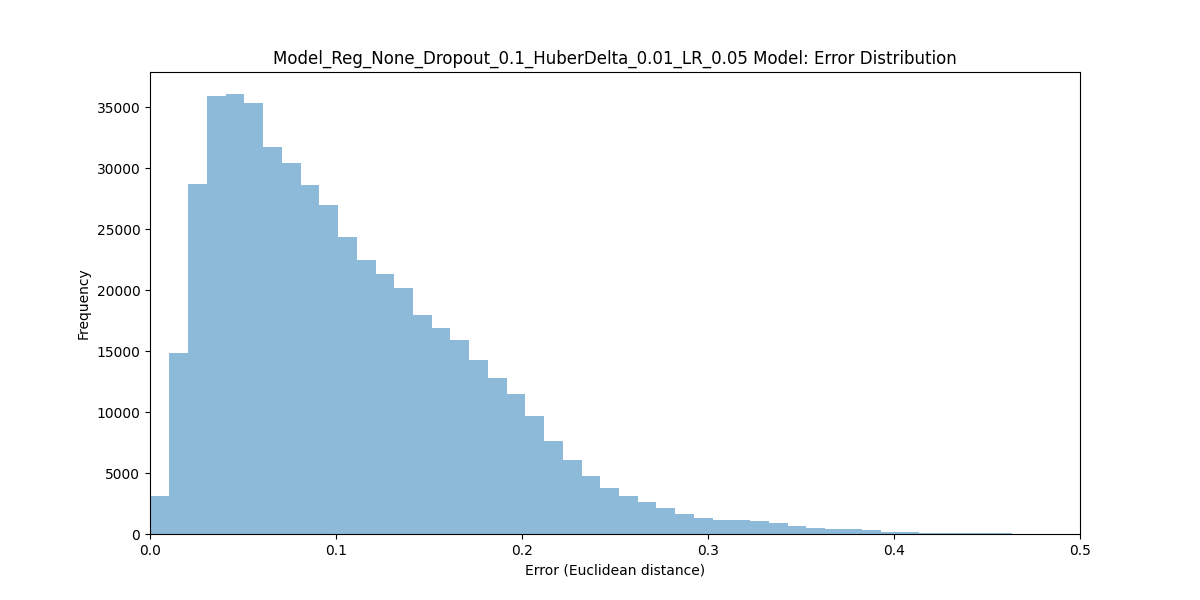 Model_Reg_None_Dropout_0.1_HuberDelta_0.01_LR_0.05 Model: Error Distribution
Frequency
35000
30000
25000
20000
15000
10000
5000
0
0.0 0.1 0.2 0.3 0.4 0.5
Error (Euclidean distance)